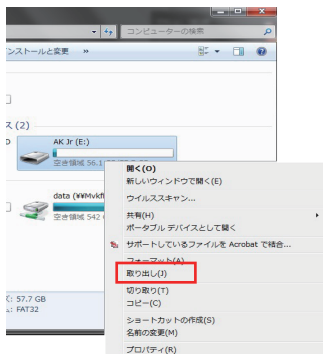 コンピューターの検索
ンストールと変更 »
ス (2)
AK Jr (E:)
空き領域 56.1
data (¥¥Mvkfl
空き領域 542
開く(O)
新しいウィンドウで開く(E)
ウイルススキャン...
共有(H)
ポータブル デバイスとして開く
サポートしているファイルを Acrobat で結合...
フォーマット(A)...
取り出し(J)
切り取り(T)
コピー(C)
ショートカットの作成(S)
名前の変更(M)
プロパティ(R)
: 57.7 GB
: FAT32